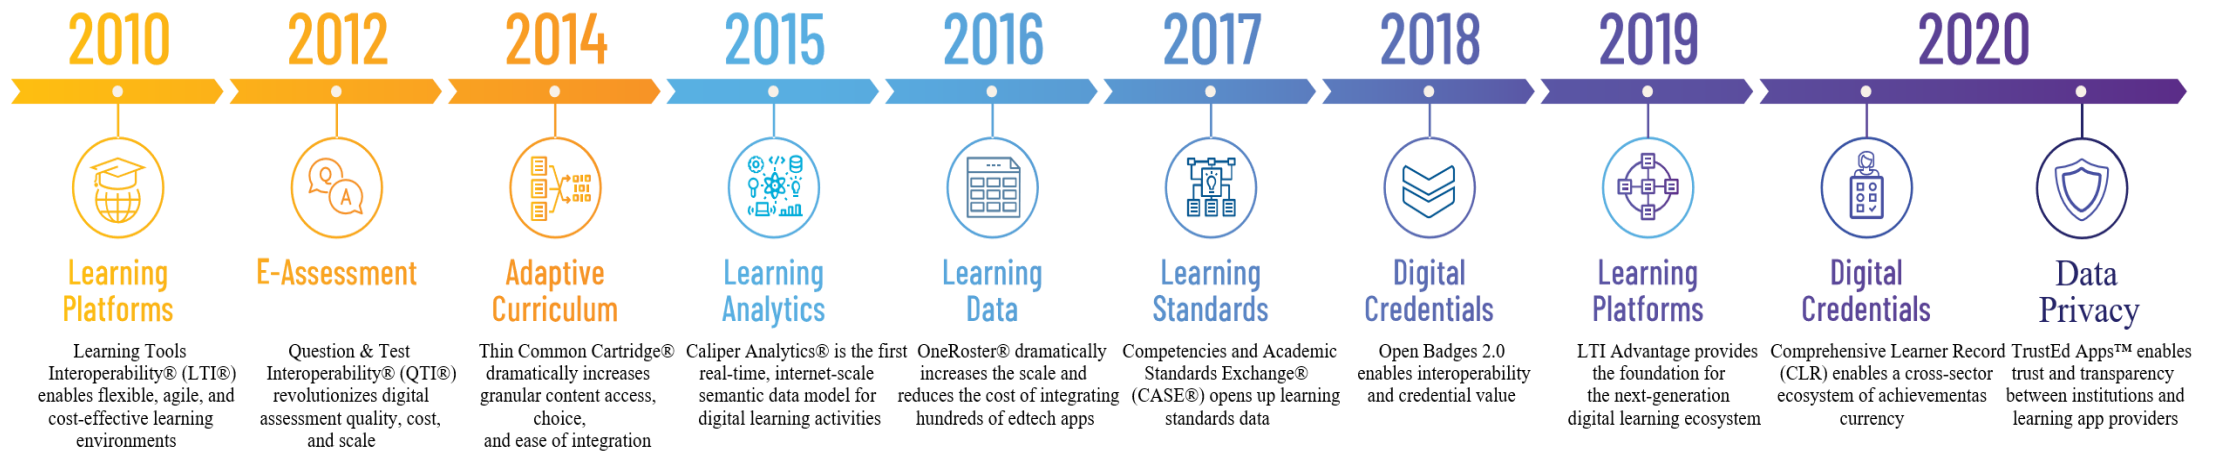 2010
2012
2014
2015
2016
2017
2018
2019
2020
Learning
Platforms
Learning Tools
Interoperability® (LTI®)
enables flexible, agile, and
cost-effective learning
environments
Q
A
E-Assessment
Question & Test
Interoperability® (QTI®)
revolutionizes digital
assessment quality, cost,
and scale
Adaptive
Curriculum
Thin Common Cartridge®
dramatically increases
granular content access,
choice,
and ease of integration
Learning
Analytics
Caliper Analytics® is the first
real-time, internet-scale
semantic data model for
digital learning activities
Learning
Data
OneRoster® dramatically
increases the scale and
reduces the cost of integrating
hundreds of edtech apps
Learning
Standards
Competencies and Academic
Standards Exchange®
(CASE®) opens up learning
standards data
Digital
Credentials
Open Badges 2.0
enables interoperability
and credential value
Learning
Platforms
LTI Advantage provides
the foundation for
the next-generation
digital learning ecosystem
Digital
Credentials
Comprehensive Learner Record
(CLR) enables a cross-sector
ecosystem of achievementas
currency
Data
Privacy
TrustEd Apps™ enables
trust and transparency
between institutions and
learning app providers